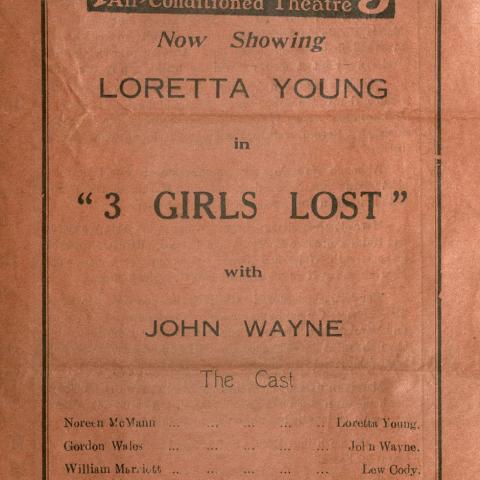 Air-Conditioned Theatre
Now Showing
LORETTA YOUNG
in
"3 GIRLS LOST"
with
JOHN WAYNE
The Cast
Noreen McMann ... ... ... ... Loretta Young.
Gordon Wales ... ... ... ... John Wayne.
William Marriott ... ... ... ... Lew Cody.